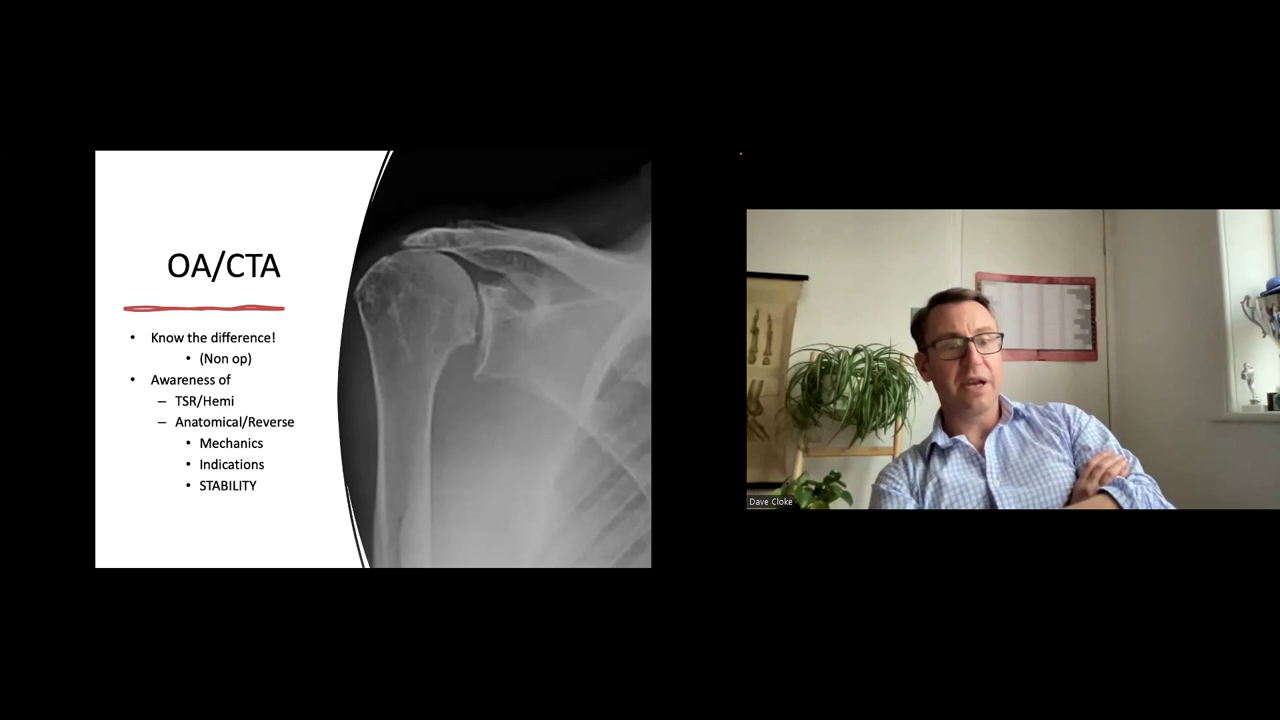 OA/CTA
• Know the difference!
• (Non op)
• Awareness of
– TSR/Hemi
– Anatomical/Reverse
• Mechanics
• Indications
• STABILITY
Dave Cloke